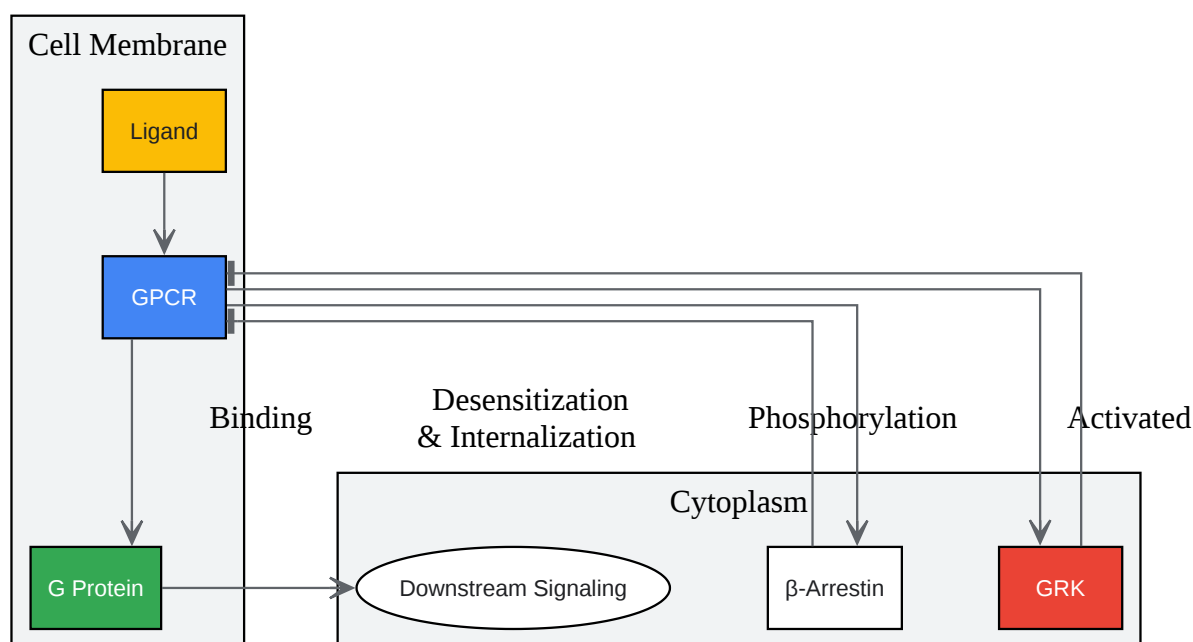 Cell Membrane
Ligand
GPCR
Binding
Desensitization
& Internalization
Phosphorylation
Activated
Cytoplasm
G Protein
Downstream Signaling
β-Arrestin
GRK